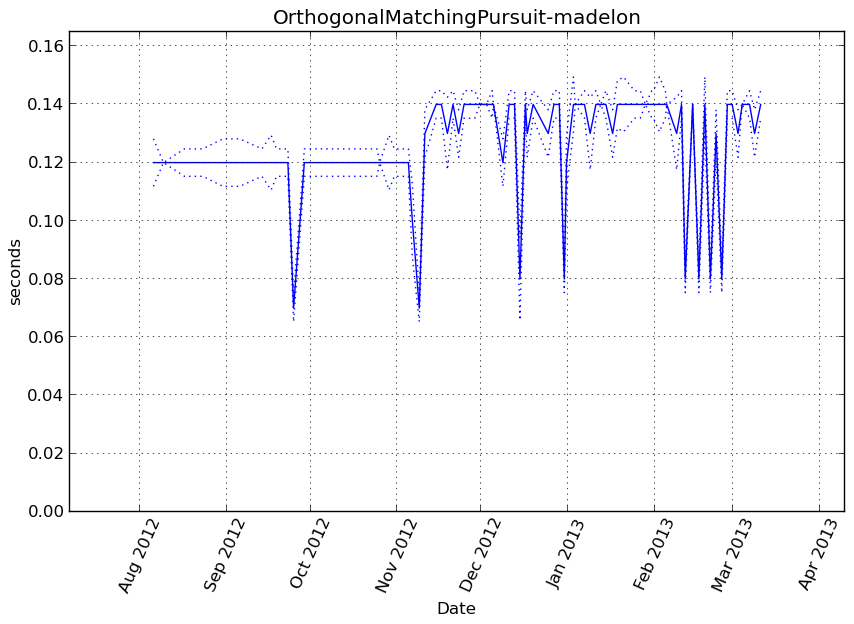 OrthogonalMatchingPursuit-madelon
0.16
0.14
0.12
0.10
0.08
0.06
0.04
0.02
0.00
seconds
Aug 2012
Sep 2012
Oct 2012
Nov 2012
Dec 2012
Jan 2013
Feb 2013
Mar 2013
Apr 2013
Date